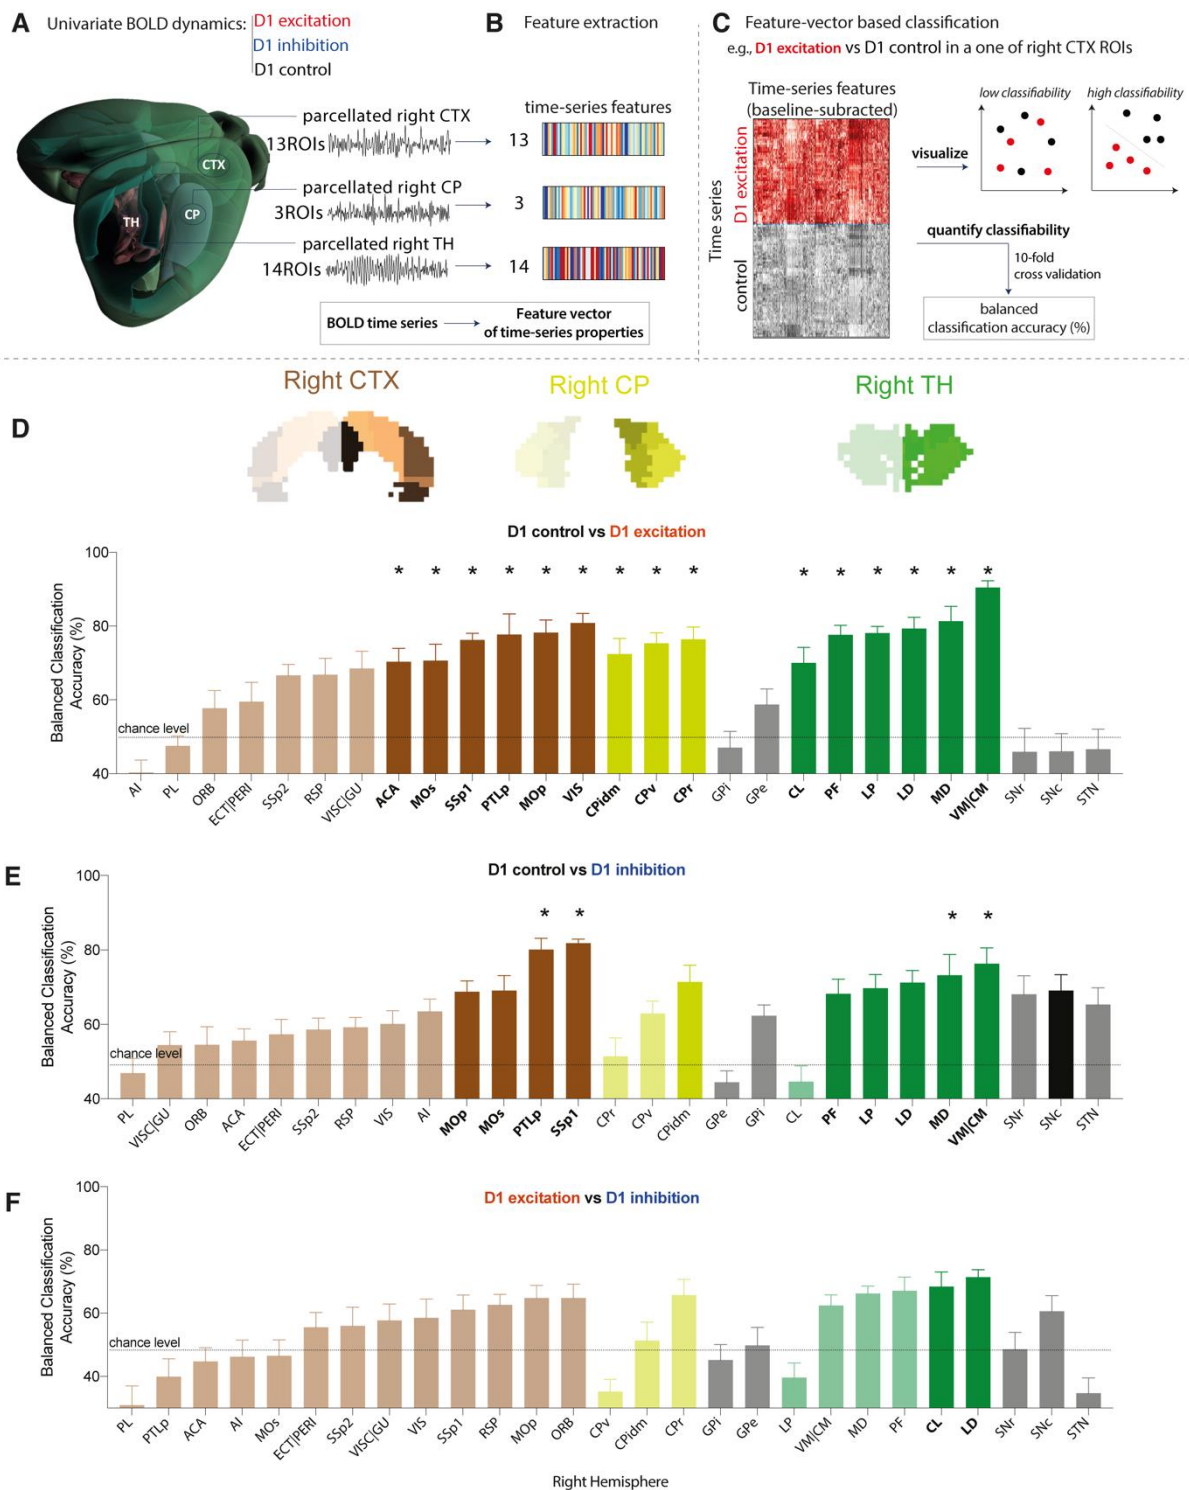 A Univariate BOLD dynamics: D1 excitation
D1 inhibition
D1 control
parcellated right CTX
13ROIs
parcellated right CP
3ROIs
parcellated right TH
14ROIs
CTX
CP
TH
B Feature extraction
time-series features
13
3
14
BOLD time series Feature vector
of time-series properties
C Feature-vector based classification
e.g., D1 excitation vs D1 control in a one of right CTX ROIs
Time-series features
(baseline-subracted)
Time series
D1 excitation
control
visualize
low classifiability
high classifiability
quantify classifiability
10-fold
cross validation
balanced
classification accuracy (%)
Right CTX Right CP Right TH
D
D1 control vs D1 excitation
Balanced Classification
Accuracy (%)
100
80
60
40
chance level
* * * * * * * * * * * * * * *
AI PL ORB ECT|PERI SSp2 RSP VISC|GU ACA MOs SSp1 PTLp MOp VIS CPidm CPv CPr GPi GPe CL PF LP LD MD VM|CM SNr SNc STN
E
D1 control vs D1 inhibition
Balanced Classification
Accuracy (%)
100
80
60
40
chance level
* * * *
PL VISC|GU ORB ACA ECT|PERI SSp2 RSP VIS AI MOp MOs PTLp SSp1 CPr CPv CPidm GPe GPi CL PF LP LD MD VM|CM SNr SNc STN
F
D1 excitation vs D1 inhibition
Balanced Classification
Accuracy (%)
100
80
60
40
chance level
PL PTLp ACA AI MOs ECT|PERI SSp2 VISC|GU VIS SSp1 RSP MOp ORB CPv CPidm CPr GPi GPe LP VM|CM MD PF CL LD SNr SNc STN
Right Hemisphere